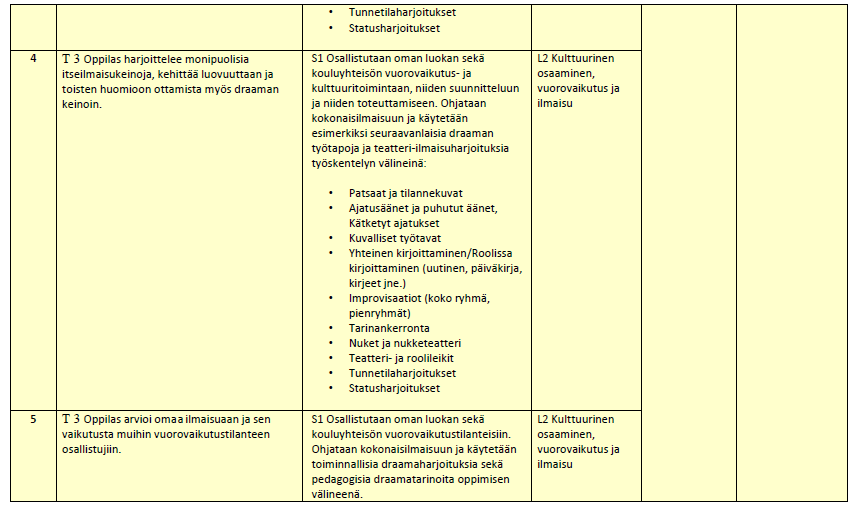 • Tunnetilaharjoitukset
• Statusharjoitukset
4
T 3 Oppilas harjoittelee monipuolisia
itseilmaisukeinoja, kehittää luovuuttaan ja
toisten huomioon ottamista myös draaman
keinoin.
S1 Osallistutaan oman luokan sekä
kouluyhteisön vuorovaikutus- ja
kulttuuritoimintaan, niiden suunnitteluun
ja niiden toteuttamiseen. Ohjataan
kokonaisilmaisuun ja käytetään
esimerkiksi seuraavanlaisia draaman
työtapoja ja teatteri-ilmaisuharjoituksia
työskentelyn välineinä:
• Patsaat ja tilannekuvat
• Ajatusäänet ja puhutut äänet,
Kätketyt ajatukset
• Kuvalliset työtavat
• Yhteinen kirjoittaminen/Roolissa
kirjoittaminen (uutinen, päiväkirja,
kirjeet jne.)
• Improvisaatiot (koko ryhmä,
pienryhmät)
• Tarinankerronta
• Nuket ja nukketeatteri
• Teatteri- ja roolileikit
• Tunnetilaharjoitukset
• Statusharjoitukset
L2 Kulttuurinen
osaaminen,
vuorovaikutus ja
ilmaisu
5
T 3 Oppilas arvioi omaa ilmaisuaan ja sen
vaikutusta muihin vuorovaikutustilanteen
osallistujiin.
S1 Osallistutaan oman luokan sekä
kouluyhteisön vuorovaikutustilanteisiin.
Ohjataan kokonaisilmaisuun ja käytetään
toiminnallisia draamaharjoituksia sekä
pedagogisia draamatarinoita oppimisen
välineenä.
L2 Kulttuurinen
osaaminen,
vuorovaikutus ja
ilmaisu